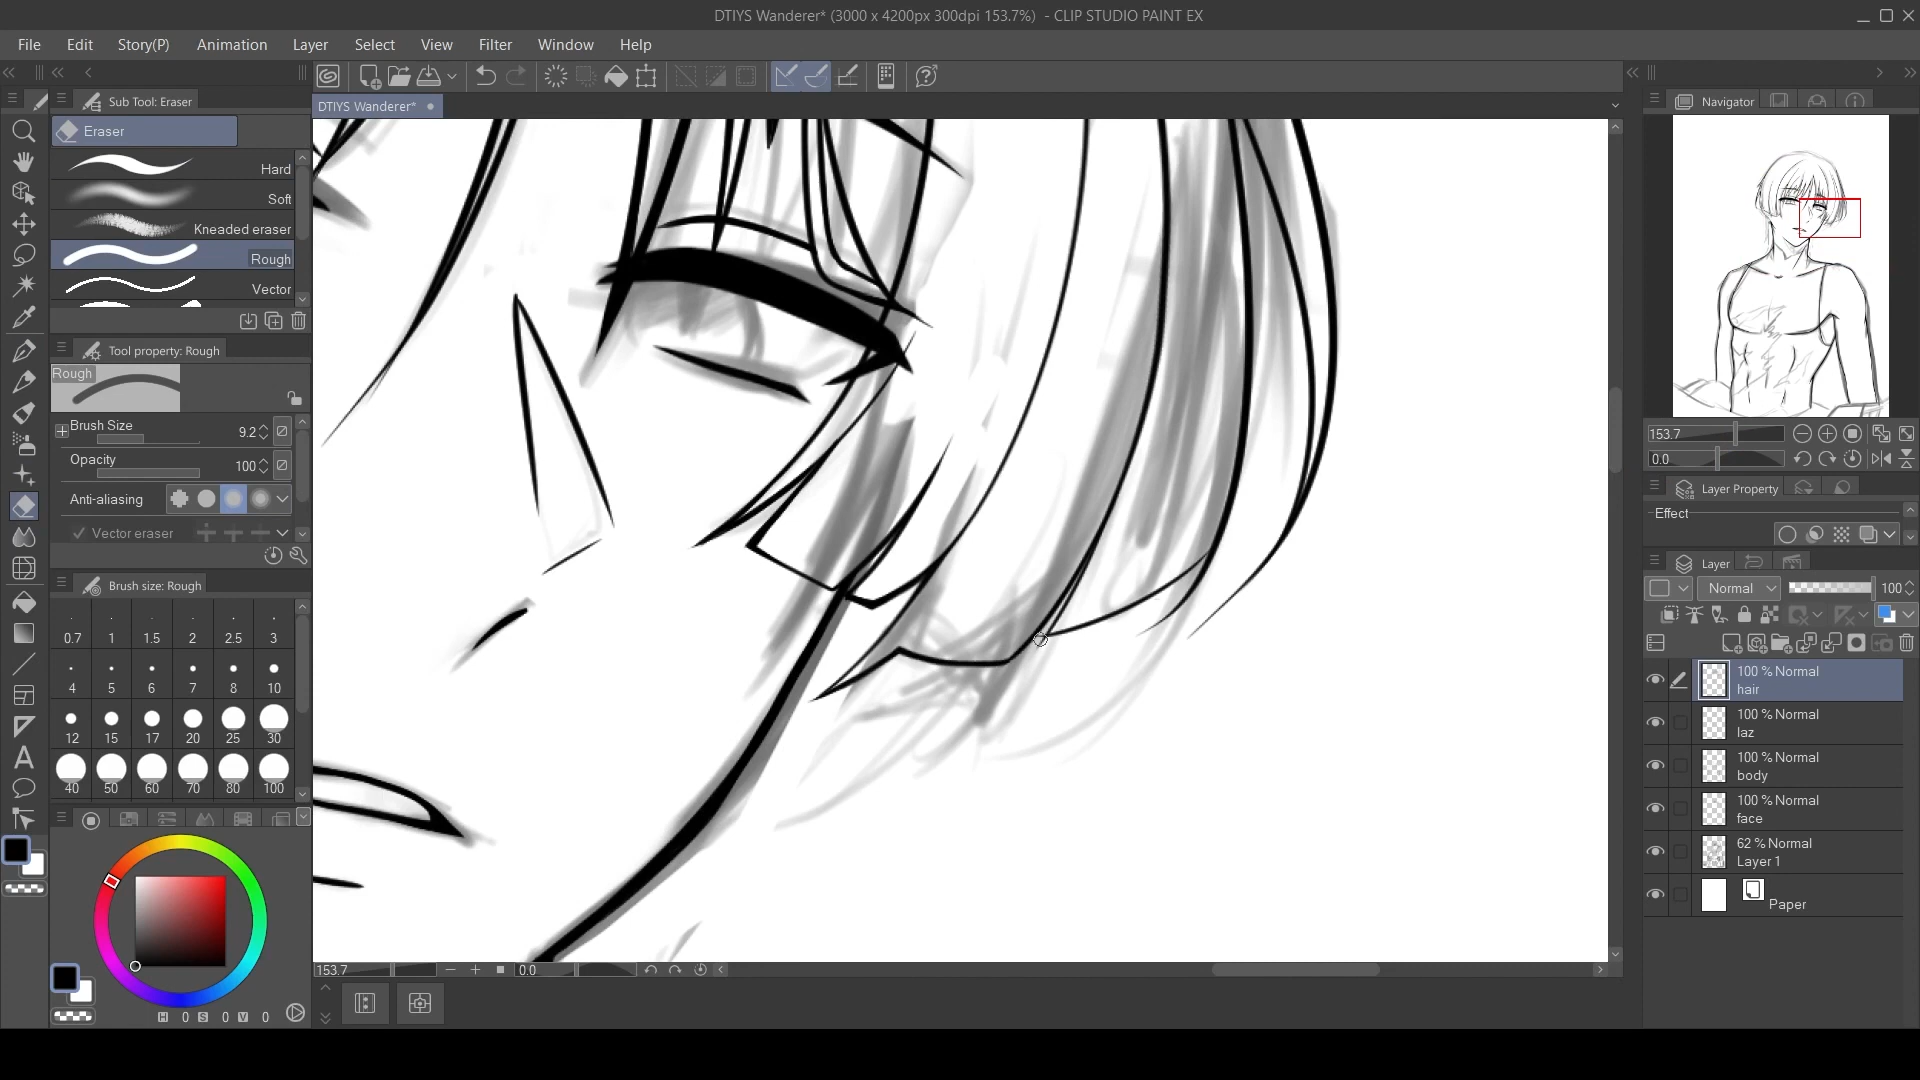 DTIYS Wanderer* (3000 x 4200px 300dpi 153.7%) - CLIP STUDIO PAINT EX
File Edit Story(P) Animation Layer Select View Filter Window Help
Sub Tool: Eraser
DTIYS Wanderer*
Navigator
Eraser
Hard
Soft
Kneaded eraser
Rough
Vector
Tool property: Rough
Rough
Brush Size 9.2
Opacity 100
Anti-aliasing
Vector eraser
Brush size: Rough
0.7 1 1.5 2 2.5 3
4 5 6 7 8 10
12 15 17 20 25 30
40 50 60 70 80 100
H 0 S 0 V 0
153.7 0.0
153.7
0.0
Layer Property
Effect
Layer
Normal 100
100 % Normal
hair
100 % Normal
laz
100 % Normal
body
100 % Normal
face
62 % Normal
Layer 1
Paper